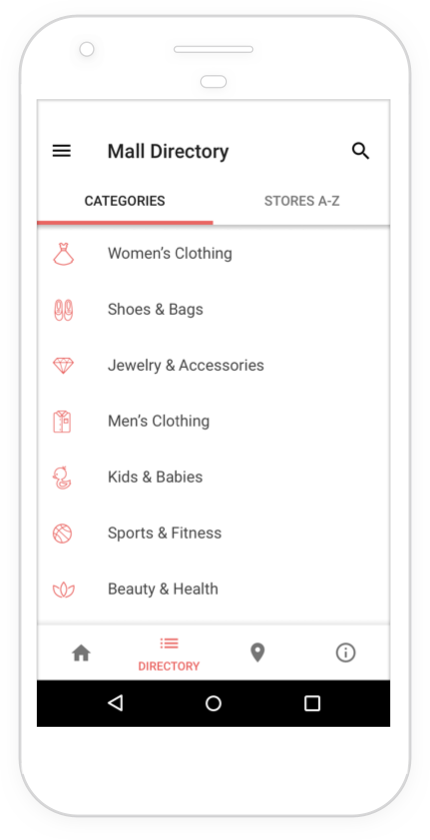 Mall Directory
CATEGORIES
STORES A-Z
Women’s Clothing
Shoes & Bags
Jewelry & Accessories
Men’s Clothing
Kids & Babies
Sports & Fitness
Beauty & Health
DIRECTORY